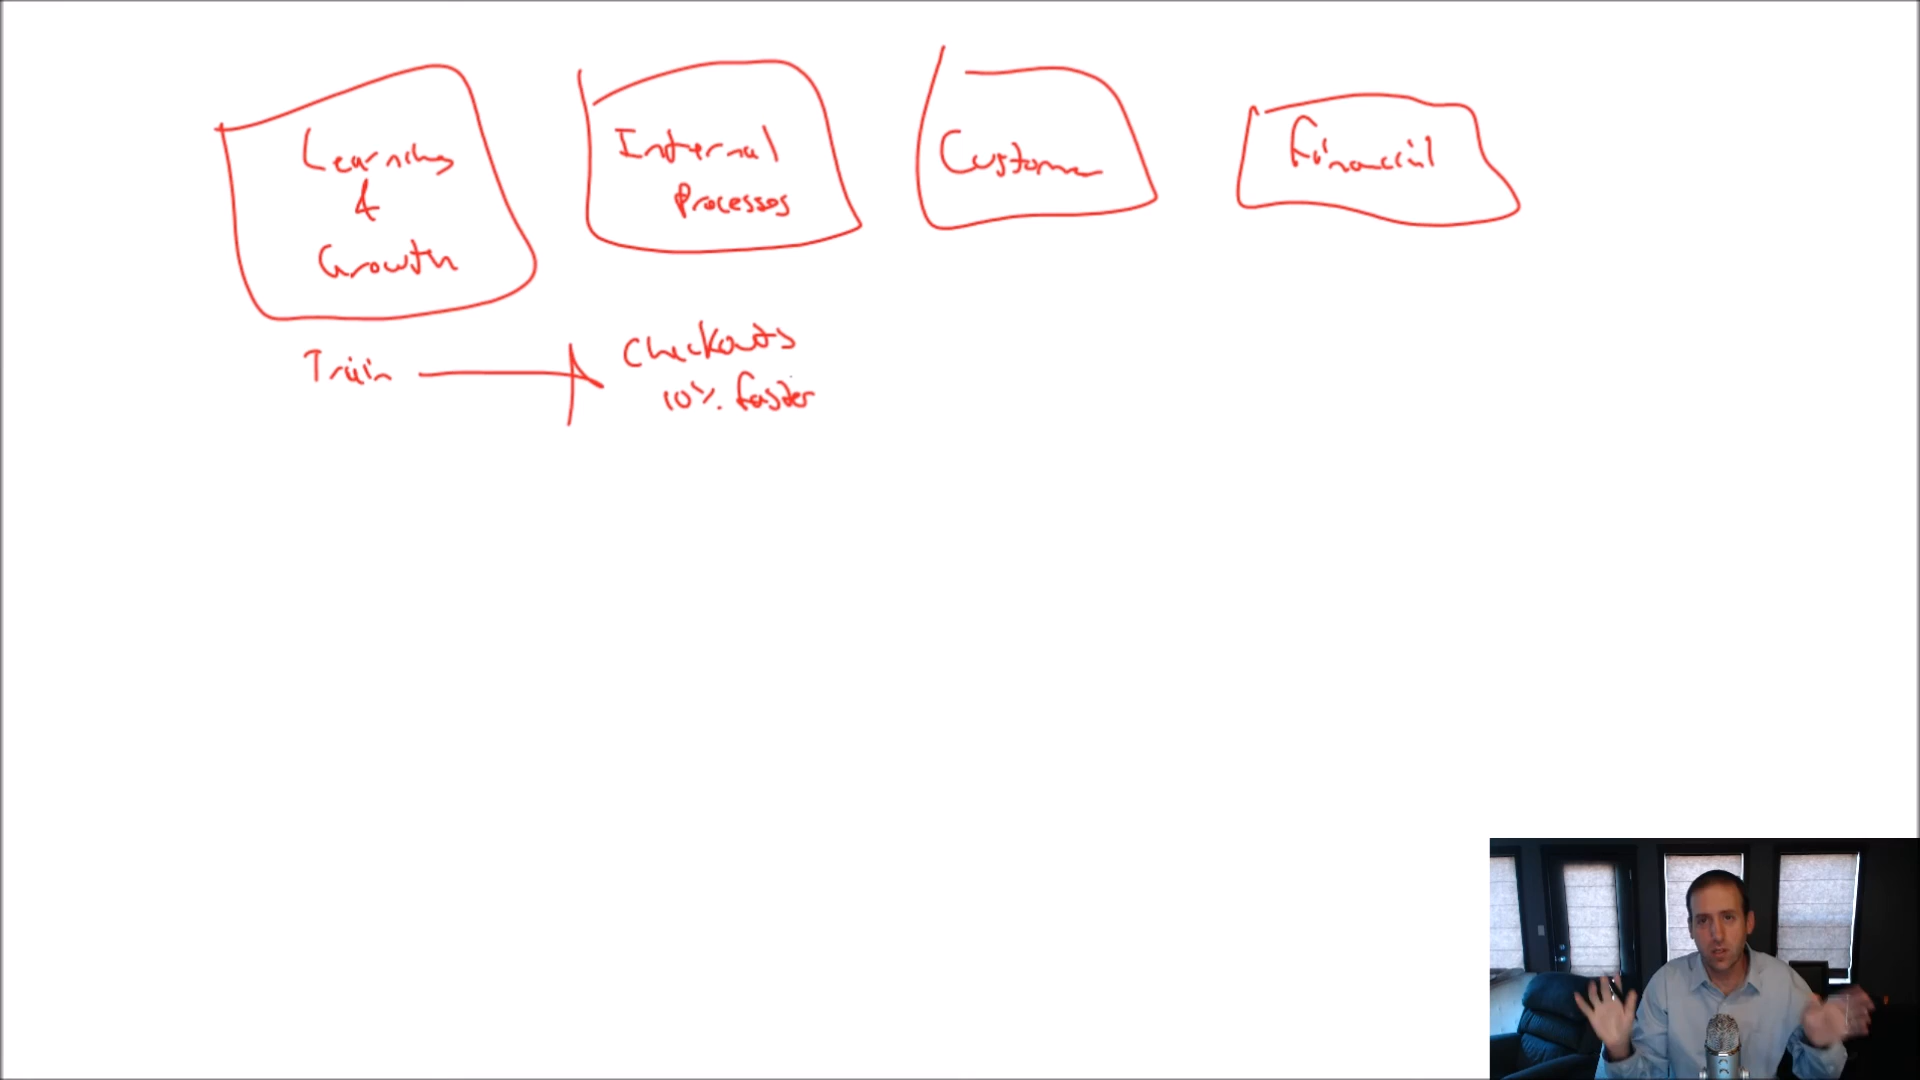 Learning
&
Growth
Internal
Processes
Customer
Financial
Train
Checkouts
10% faster